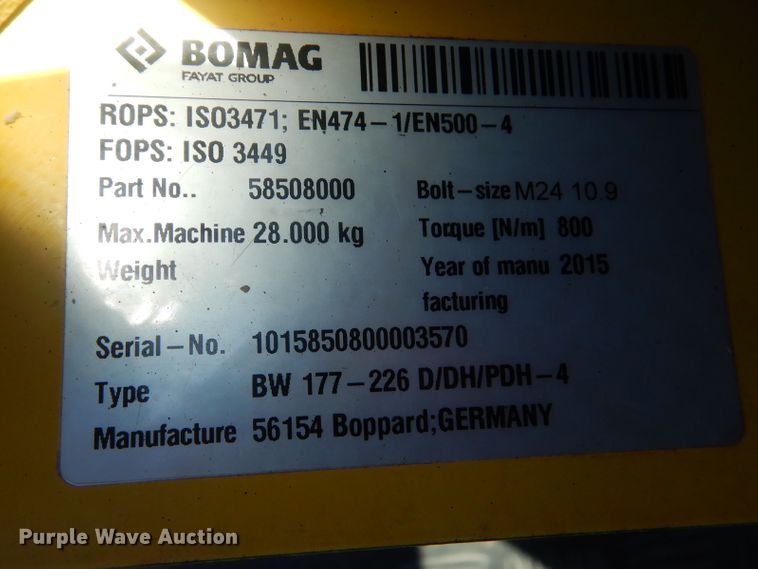 BOMAG
FAYAT GROUP
ROPS: ISO3471; EN474-1/EN500-4
FOPS: ISO 3449
Part No.. 58508000 Bolt-size M24 10.9
Max.Machine 28.000 kg Torque [N/m] 800
Weight Year of manu 2015
facturing
Serial-No. 1015850800003570
Type BW 177-226 D/DH/PDH-4
Manufacture 56154 Boppard;GERMANY
Purple Wave Auction